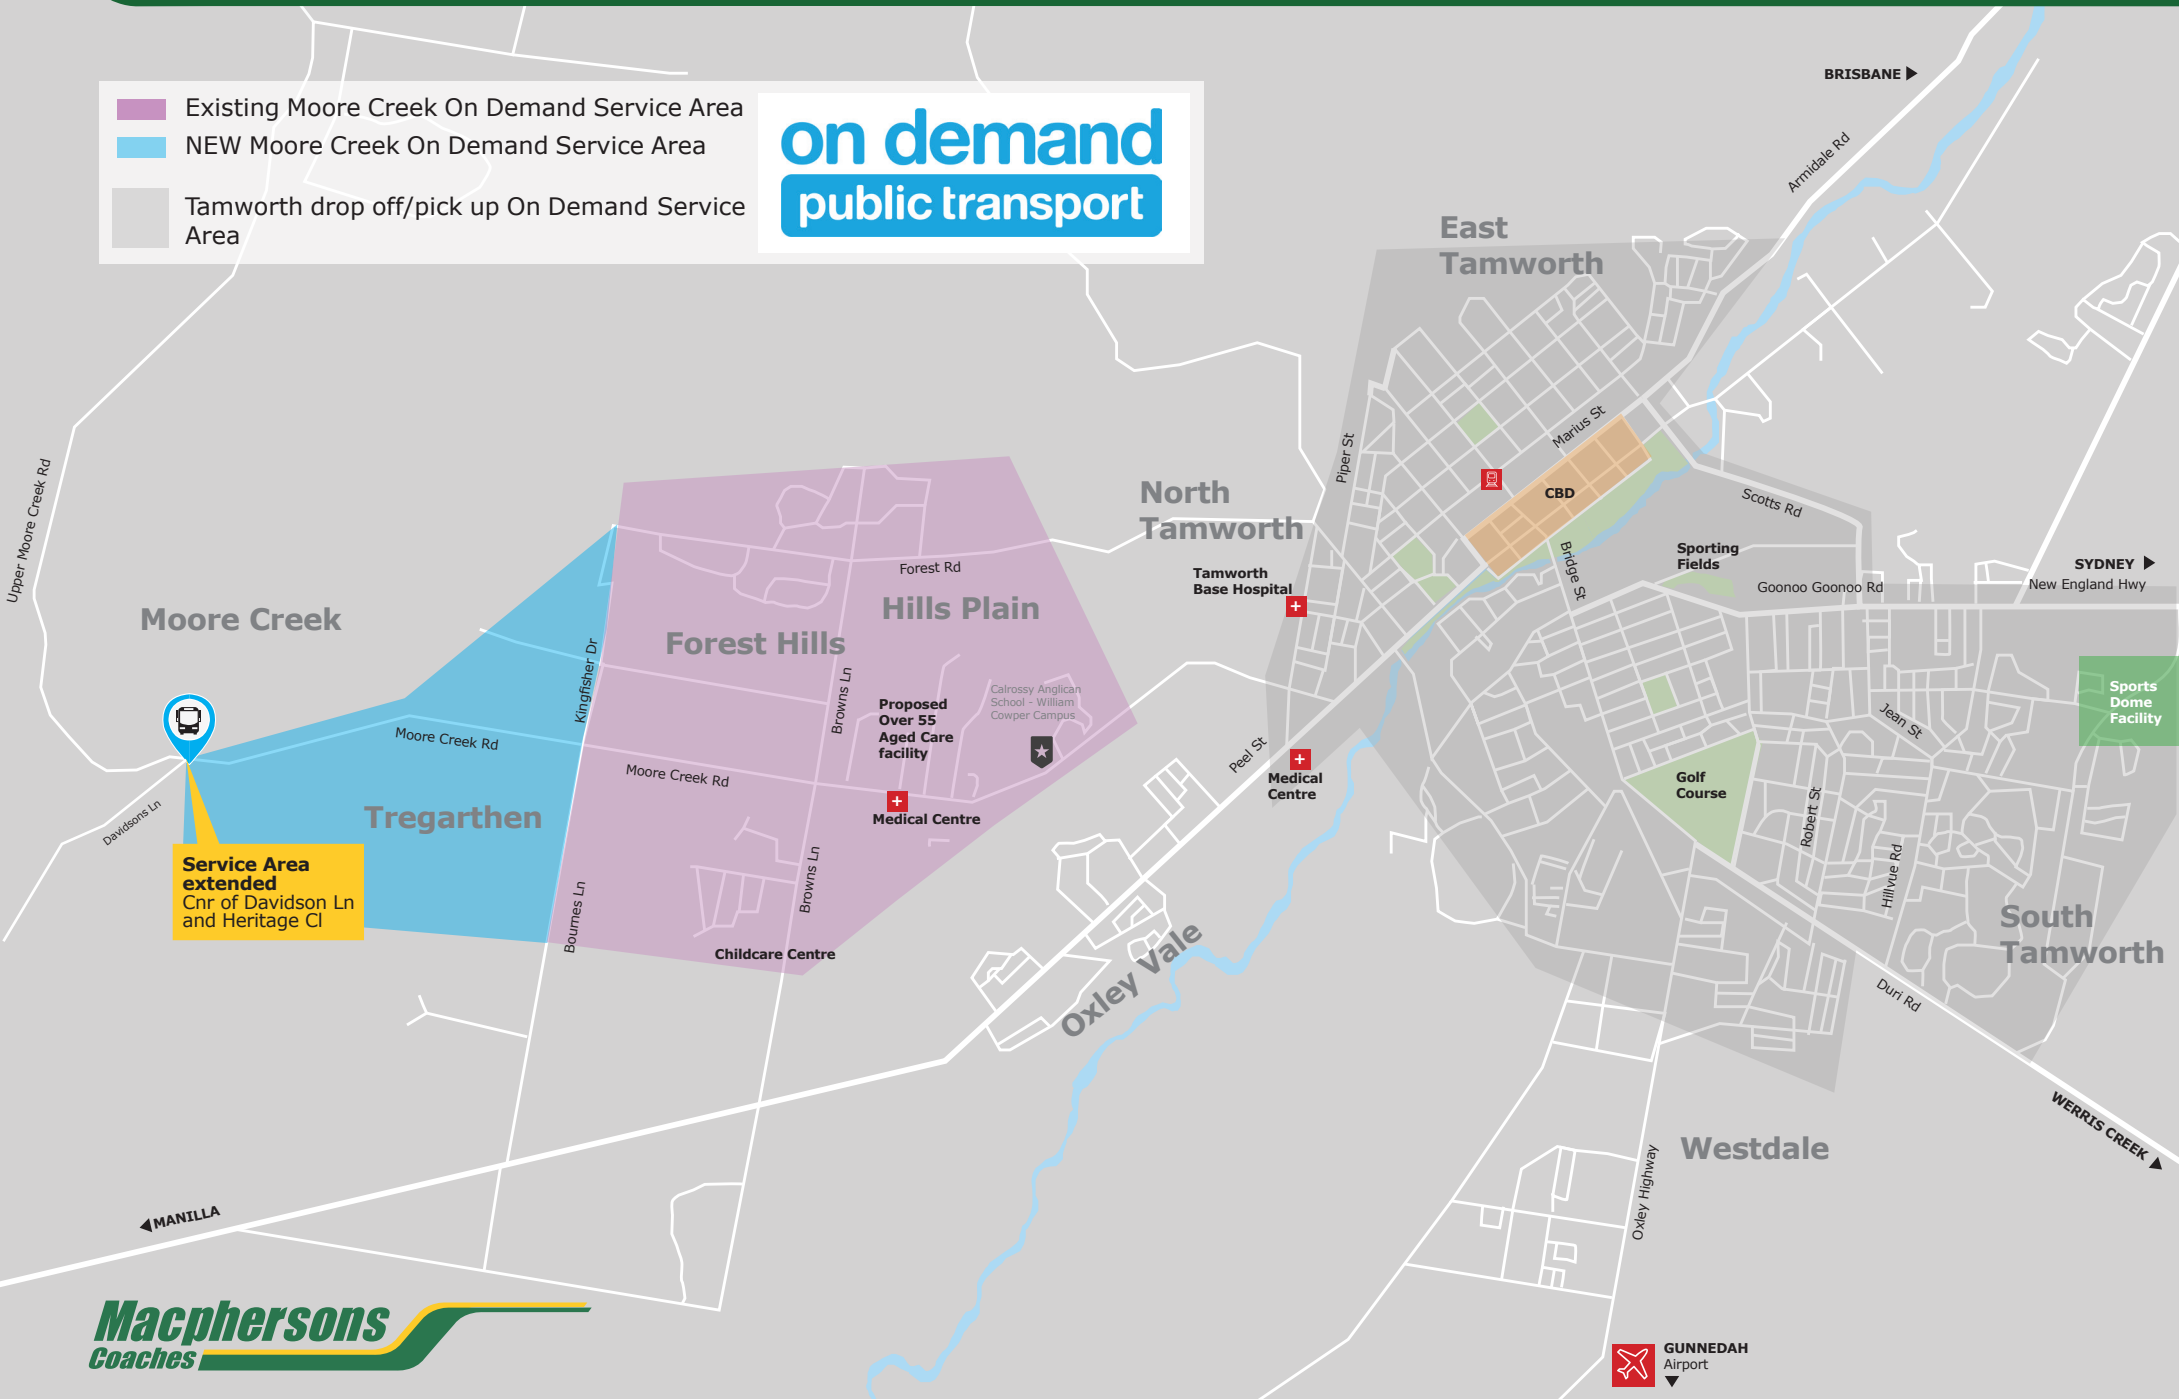 Existing Moore Creek On Demand Service Area
NEW Moore Creek On Demand Service Area
Tamworth drop off/pick up On Demand Service
Area
on demand
public transport
BRISBANE
Armidale Rd
East
Tamworth
Marius St
Piper St
CBD
Scotts Rd
North
Tamworth
Tamworth
Base Hospital
Bridge St
Sporting
Fields
Goonoo Goonoo Rd
SYDNEY
New England Hwy
Upper Moore Creek Rd
Moore Creek
Forest Rd
Hills Plain
Forest Hills
Kingfisher Dr
Browns Ln
Calrossy Anglican
School - William
Cowper Campus
Proposed
Over 55
Aged Care
facility
Moore Creek Rd
Moore Creek Rd
Medical Centre
Peel St
Medical
Centre
Golf
Course
Jean St
Sports
Dome
Facility
Robert St
Hillvue Rd
Davidsons Ln
Tregarthen
Service Area
extended
Cnr of Davidson Ln
and Heritage Cl
Bournes Ln
Browns Ln
Childcare Centre
Oxley Vale
South
Tamworth
Duri Rd
WERRIS CREEK
Westdale
Oxley Highway
MANILLA
Macphersons
Coaches
GUNNEDAH
Airport